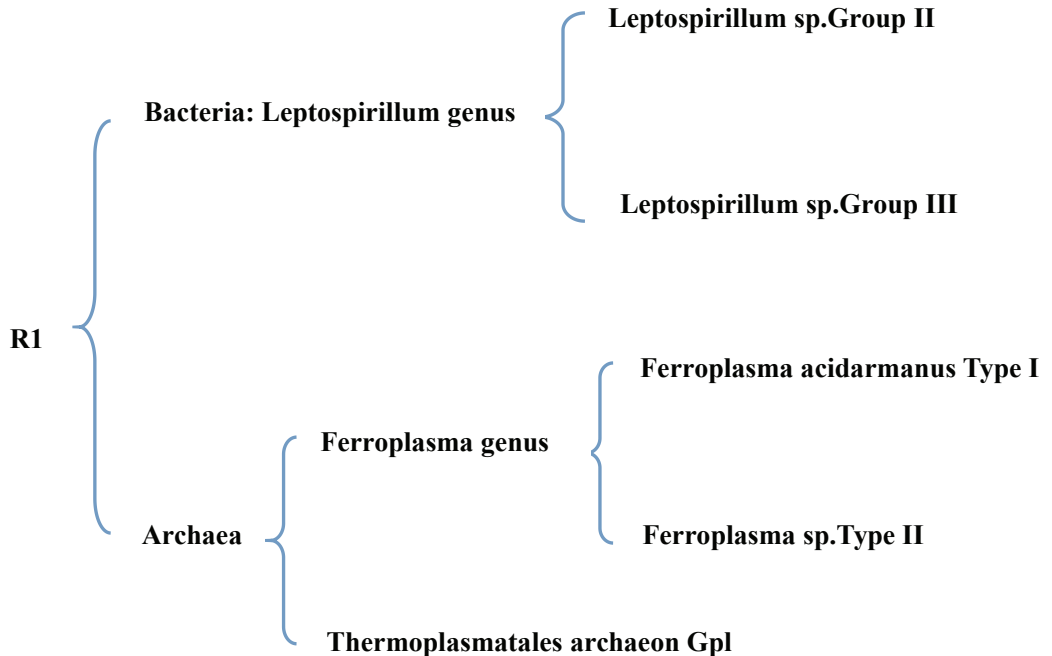 Leptospirillum sp.Group II
Bacteria: Leptospirillum genus
Leptospirillum sp.Group III
R1
Ferroplasma acidarmanus Type I
Ferroplasma genus
Archaea
Ferroplasma sp.Type II
Thermoplasmatales archaeon Gpl